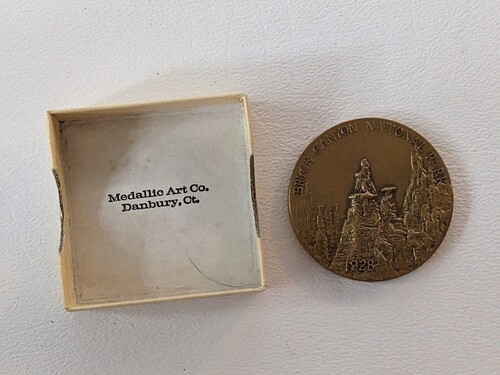 Medallic Art Co.
Danbury, Ct.
BRYCE CANYON NATIONAL PARK
1928